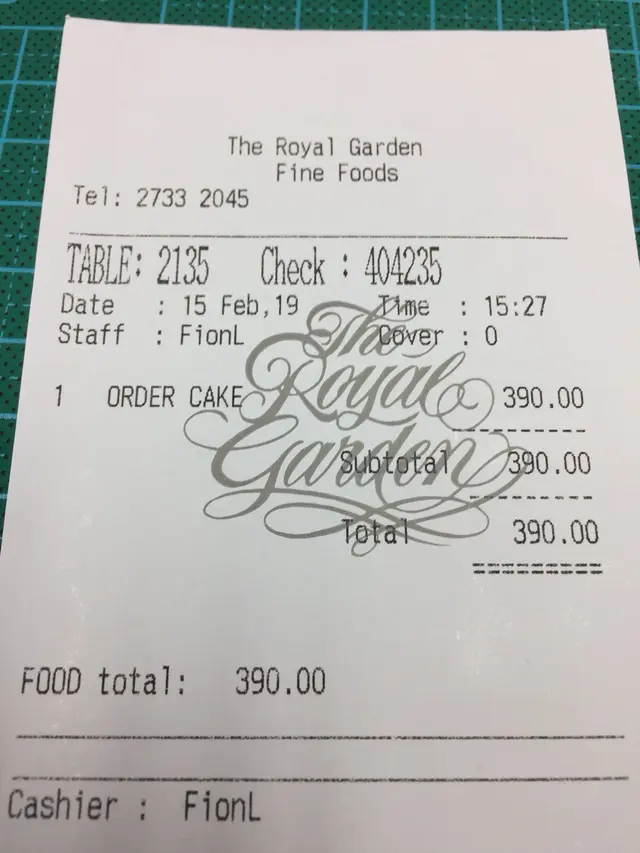 The Royal Garden
Fine Foods
Tel: 2733 2045
TABLE: 2135 Check : 404235
Date : 15 Feb,19 Time : 15:27
Staff : FionL Cover : 0
The
Royal
Garden
1 ORDER CAKE 390.00
Subtotal 390.00
Total 390.00
FOOD total: 390.00
Cashier : FionL